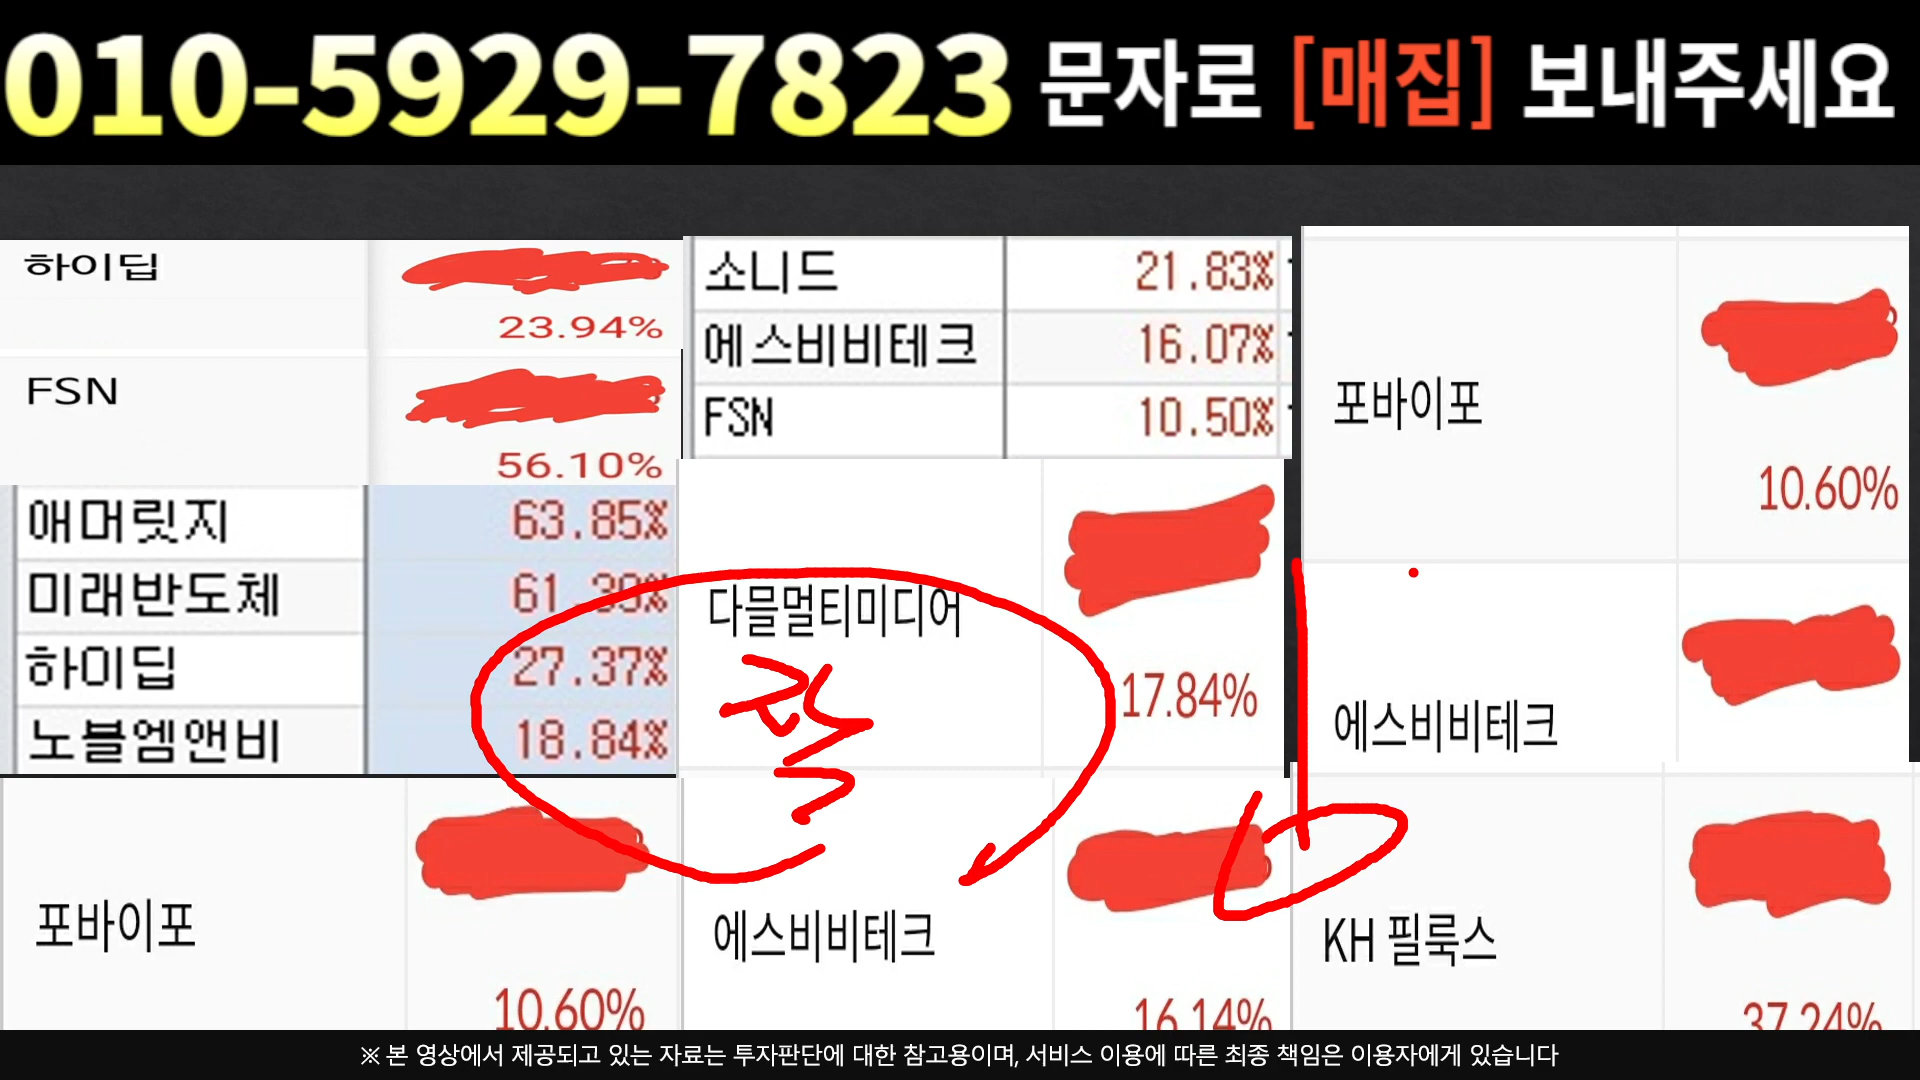 010-5929-7823 문자로 [매집] 보내주세요
하이딥
23.94%
FSN
56.10%
애머릿지 63.85%
미래반도체 61.39%
하이딥 27.37%
노블엠앤비 18.84%
소니드 21.83%
에스비비테크 16.07%
FSN 10.50%
다믈멀티미디어
17.84%
포바이포
10.60%
에스비비테크
포바이포
10.60%
에스비비테크
16.14%
KH 필룩스
37.24%
※ 본 영상에서 제공되고 있는 자료는 투자판단에 대한 참고용이며, 서비스 이용에 따른 최종 책임은 이용자에게 있습니다